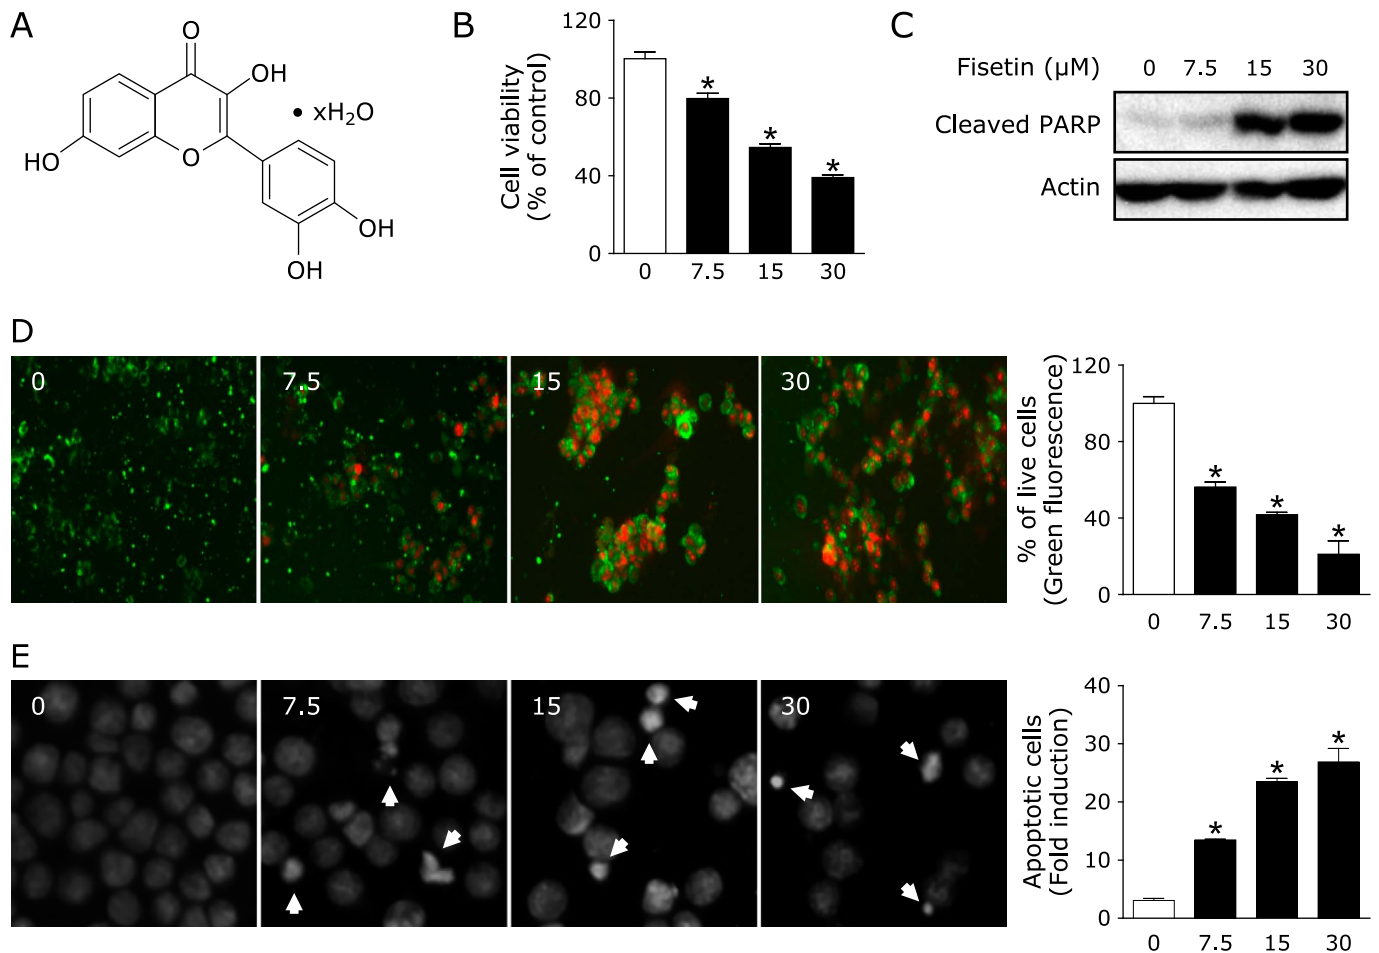 A
O
OH
• xH₂O
HO
O
OH
OH
B
Cell viability
(% of control)
120
80
40
0
*
*
*
0 7.5 15 30
C
Fisetin (µM) 0 7.5 15 30
Cleaved PARP
Actin
D
0
7.5
15
30
% of live cells
(Green fluorescence)
120
80
40
0
*
*
*
0 7.5 15 30
E
0
7.5
15
30
Apoptotic cells
(Fold induction)
40
30
20
10
0
*
*
*
0 7.5 15 30